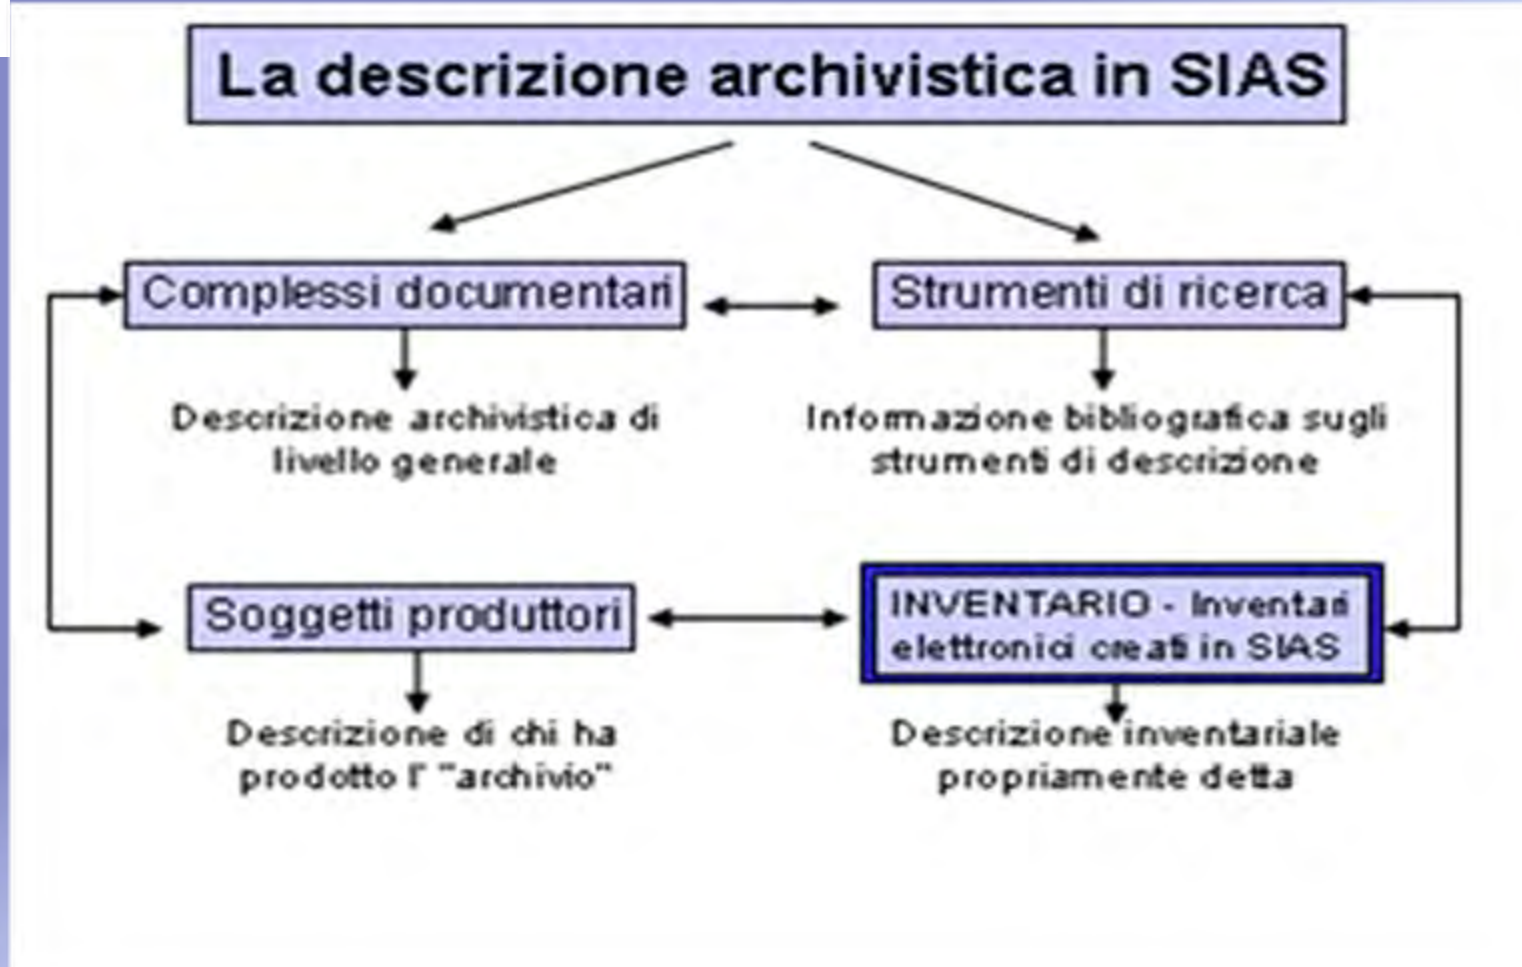 La descrizione archivistica in SIAS
Complessi documentari
Strumenti di ricerca
Descrizione archivistica di
livello generale
Informazione bibliografica sugli
strumenti di descrizione
Soggetti produttori
INVENTARIO - Inventari
elettronici creati in SIAS
Descrizione di chi ha
prodotto l' "archivio"
Descrizione inventariale
propriamente detta